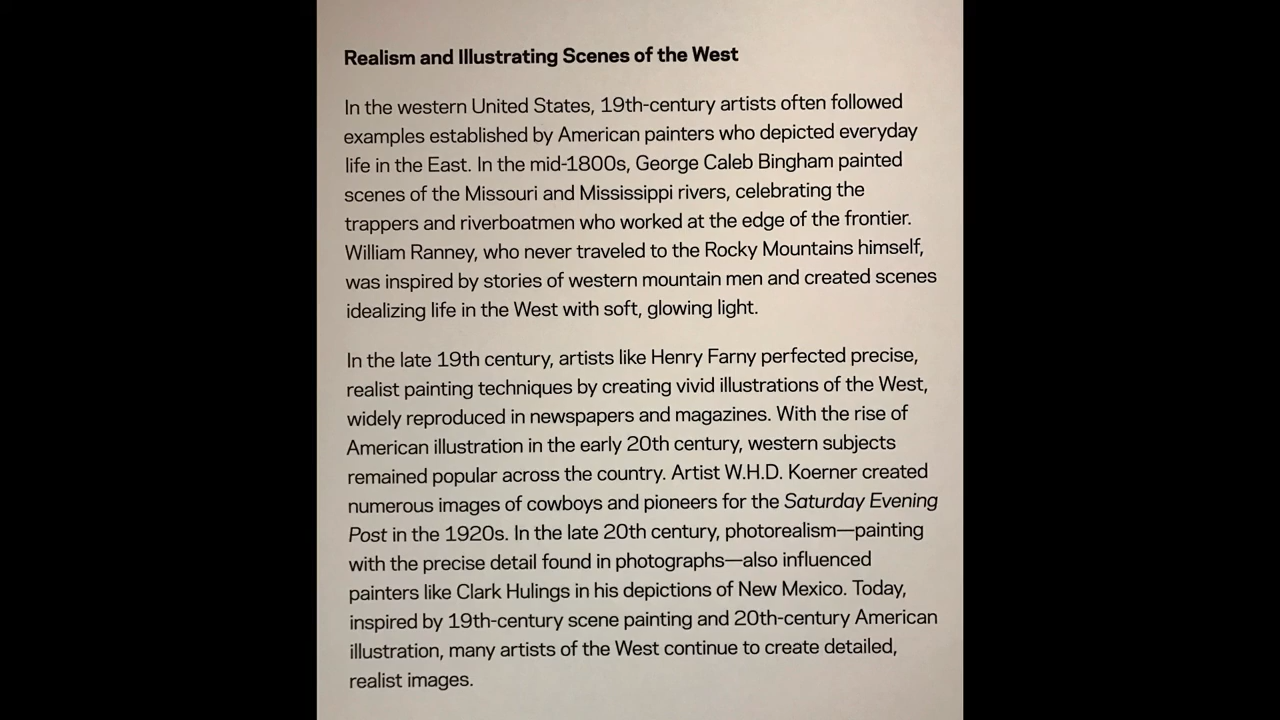 Realism and Illustrating Scenes of the West
In the western United States, 19th-century artists often followed
examples established by American painters who depicted everyday
life in the East. In the mid-1800s, George Caleb Bingham painted
scenes of the Missouri and Mississippi rivers, celebrating the
trappers and riverboatmen who worked at the edge of the frontier.
William Ranney, who never traveled to the Rocky Mountains himself,
was inspired by stories of western mountain men and created scenes
idealizing life in the West with soft, glowing light.
In the late 19th century, artists like Henry Farny perfected precise,
realist painting techniques by creating vivid illustrations of the West,
widely reproduced in newspapers and magazines. With the rise of
American illustration in the early 20th century, western subjects
remained popular across the country. Artist W.H.D. Koerner created
numerous images of cowboys and pioneers for the Saturday Evening
Post in the 1920s. In the late 20th century, photorealism—painting
with the precise detail found in photographs—also influenced
painters like Clark Hulings in his depictions of New Mexico. Today,
inspired by 19th-century scene painting and 20th-century American
illustration, many artists of the West continue to create detailed,
realist images.